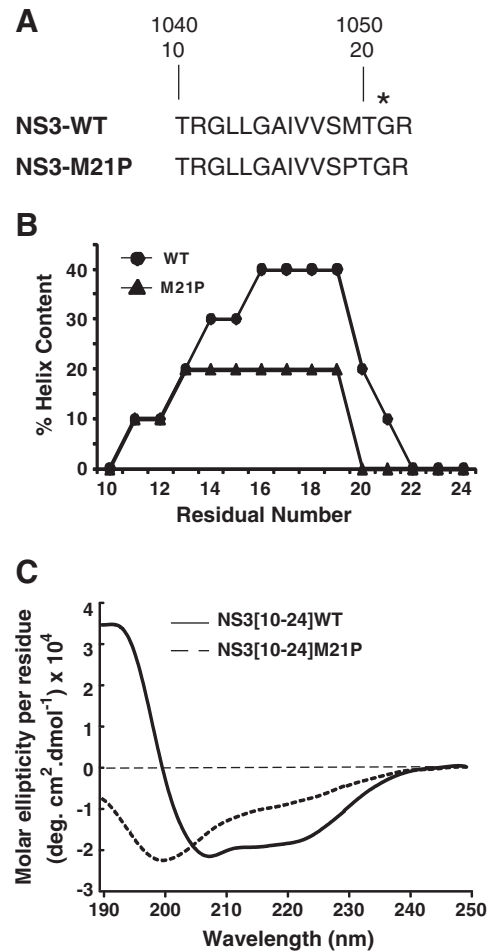 A
1040 1050
10 20
*
NS3-WT TRGLLGAIVVSMTGR
NS3-M21P TRGLLGAIVVSPTGR
B
WT
M21P
% Helix Content
40
30
20
10
0
10 12 14 16 18 20 22 24
Residual Number
C
NS3[10-24]WT
NS3[10-24]M21P
Molar ellipticity per residue
(deg. cm².dmol⁻¹) x 10⁴
4
3
2
1
0
-1
-2
-3
190 200 210 220 230 240 250
Wavelength (nm)